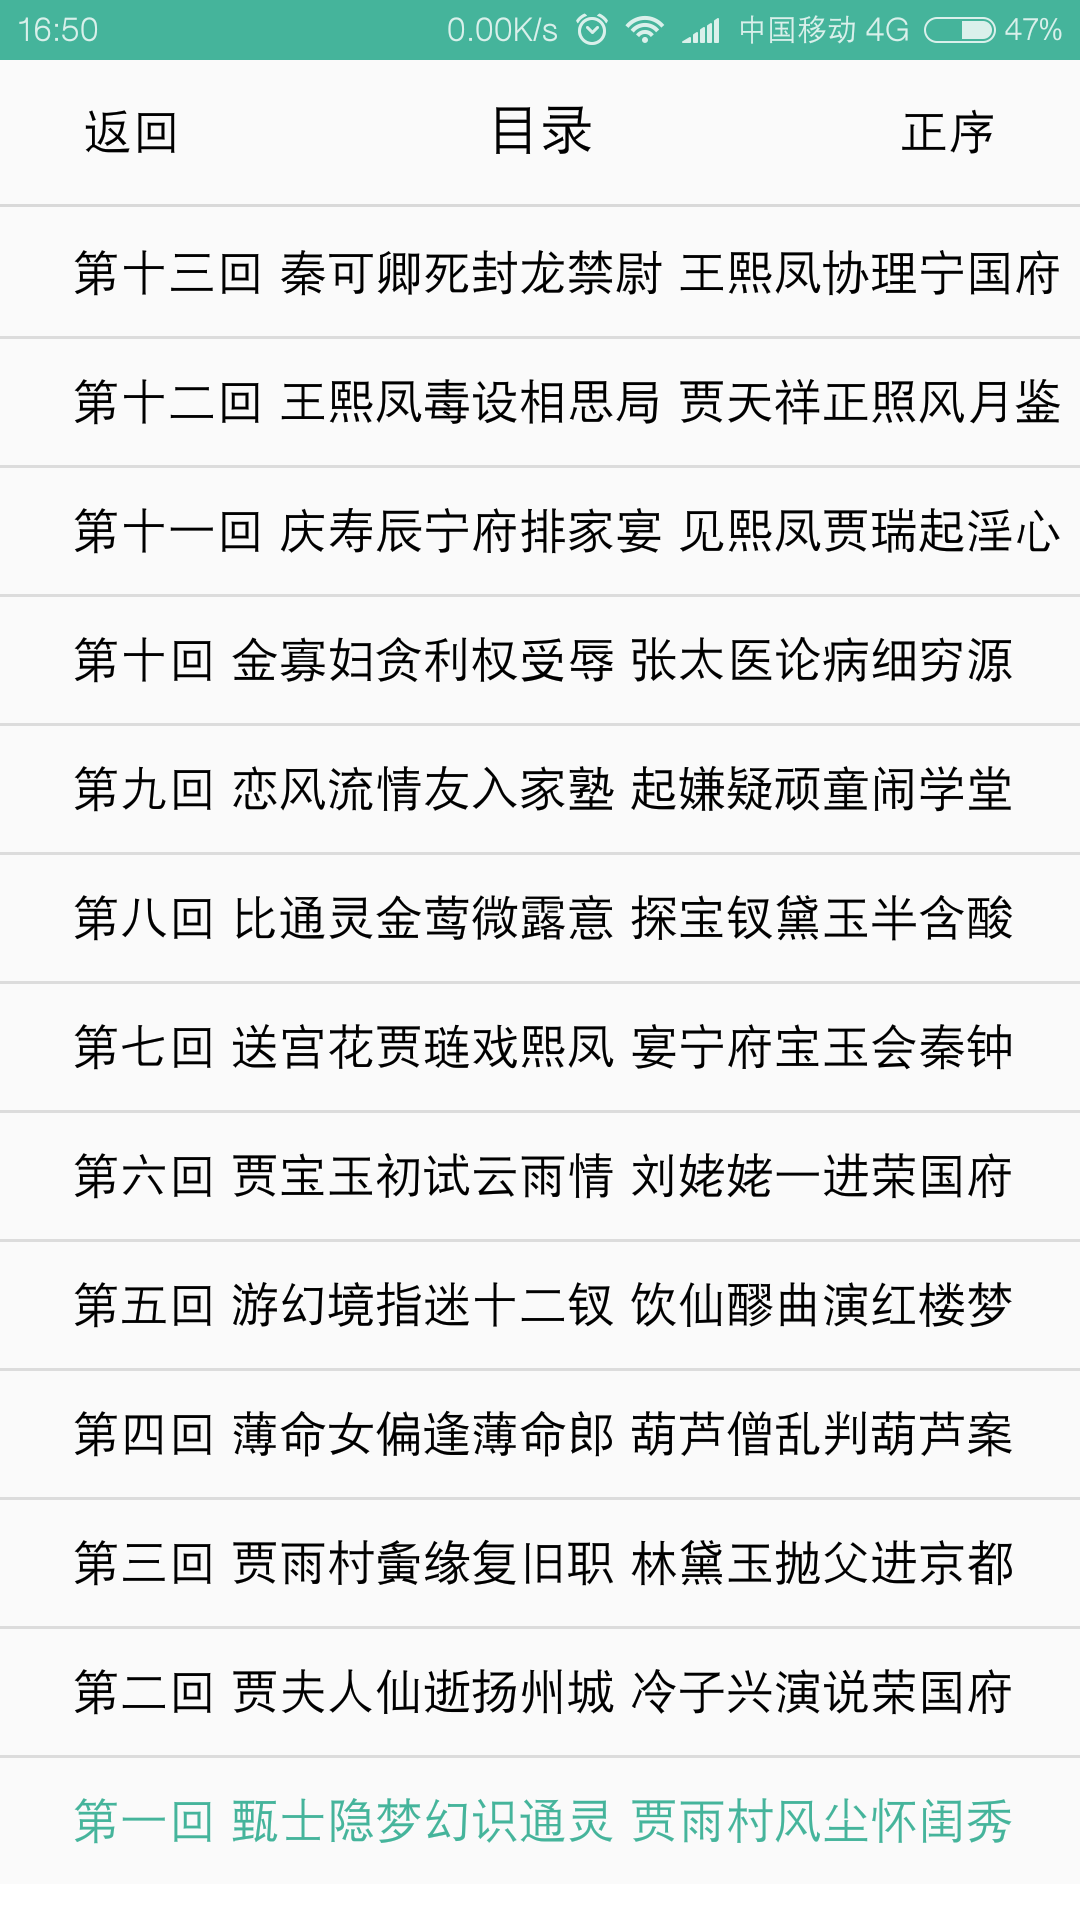 16:50 0.00K/s 中国移动 4G 47%
返回 目录 正序
第十三回 秦可卿死封龙禁尉 王熙凤协理宁国府
第十二回 王熙凤毒设相思局 贾天祥正照风月鉴
第十一回 庆寿辰宁府排家宴 见熙凤贾瑞起淫心
第十回 金寡妇贪利权受辱 张太医论病细穷源
第九回 恋风流情友入家塾 起嫌疑顽童闹学堂
第八回 比通灵金莺微露意 探宝钗黛玉半含酸
第七回 送宫花贾琏戏熙凤 宴宁府宝玉会秦钟
第六回 贾宝玉初试云雨情 刘姥姥一进荣国府
第五回 游幻境指迷十二钗 饮仙醪曲演红楼梦
第四回 薄命女偏逢薄命郎 葫芦僧乱判葫芦案
第三回 贾雨村夤缘复旧职 林黛玉抛父进京都
第二回 贾夫人仙逝扬州城 冷子兴演说荣国府
第一回 甄士隐梦幻识通灵 贾雨村风尘怀闺秀